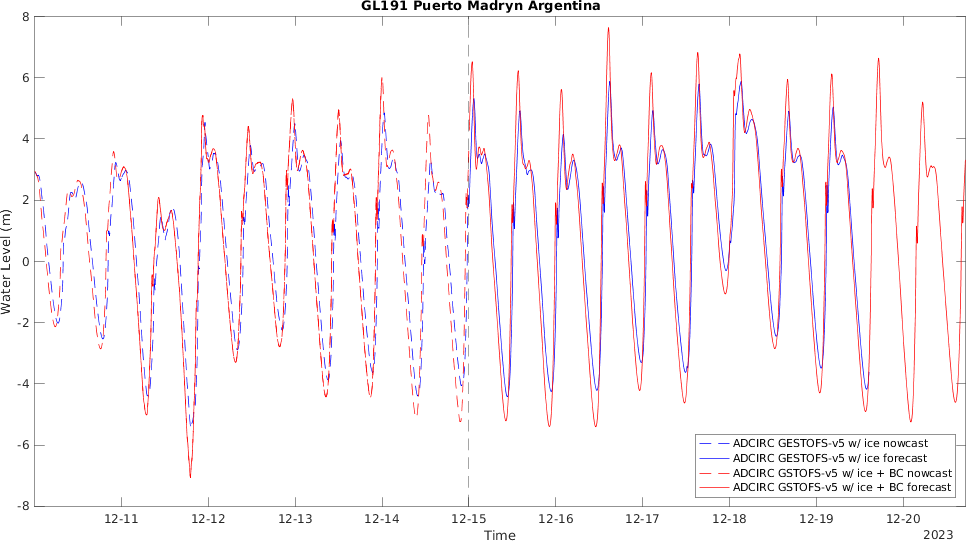 GL191 Puerto Madryn Argentina
8
6
4
2
0
-2
-4
-6
-8
Water Level (m)
12-11 12-12 12-13 12-14 12-15 12-16 12-17 12-18 12-19 12-20
Time
2023
ADCIRC GESTOFS-v5 w/ ice nowcast
ADCIRC GESTOFS-v5 w/ ice forecast
ADCIRC GSTOFS-v5 w/ ice + BC nowcast
ADCIRC GSTOFS-v5 w/ ice + BC forecast